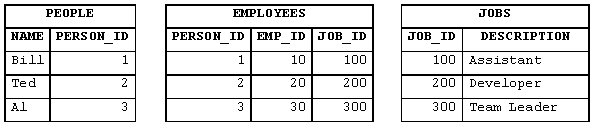 PEOPLE EMPLOYEES JOBS
NAME PERSON_ID PERSON_ID EMP_ID JOB_ID JOB_ID DESCRIPTION
Bill 1 1 10 100 100 Assistant
Ted 2 2 20 200 200 Developer
Al 3 3 30 300 300 Team Leader